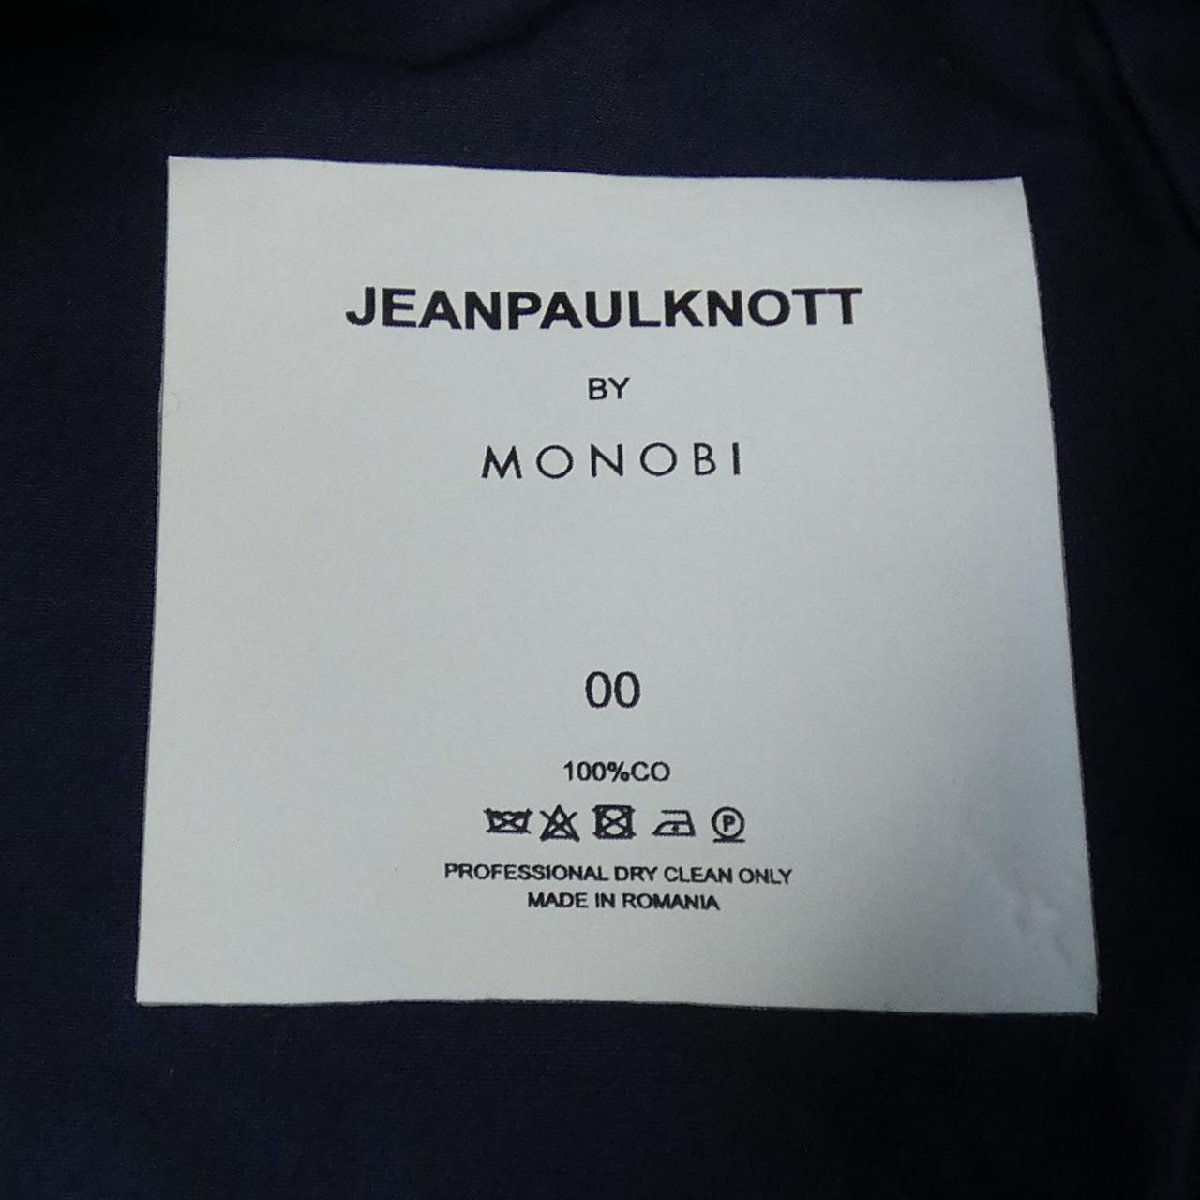 JEANPAULKNOTT
BY
MONOBI
00
100%CO
P
PROFESSIONAL DRY CLEAN ONLY
MADE IN ROMANIA